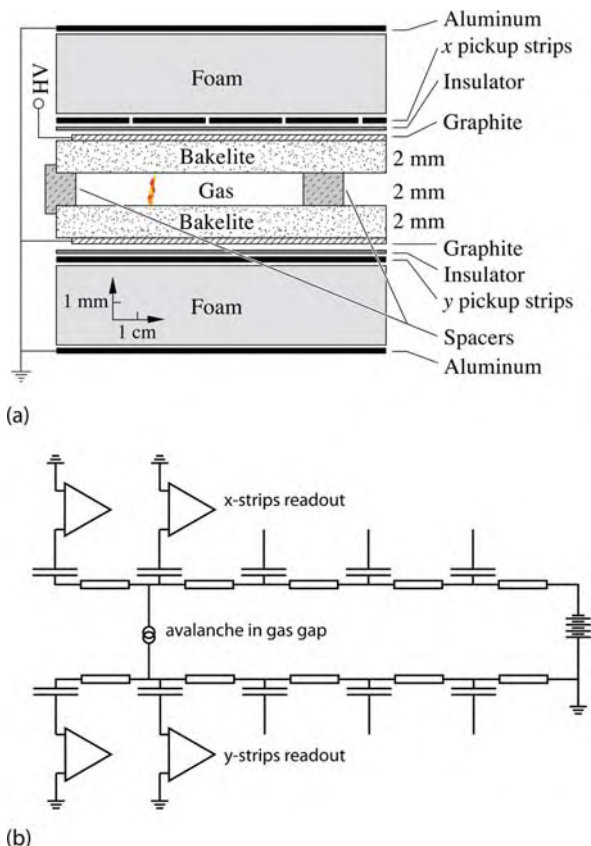 Aluminum
x pickup strips
Insulator
Graphite
HV
Foam
Bakelite
2 mm
Gas
2 mm
Bakelite
2 mm
Graphite
Insulator
y pickup strips
Foam
1 mm
1 cm
Spacers
Aluminum
(a)
x-strips readout
avalanche in gas gap
y-strips readout
(b)